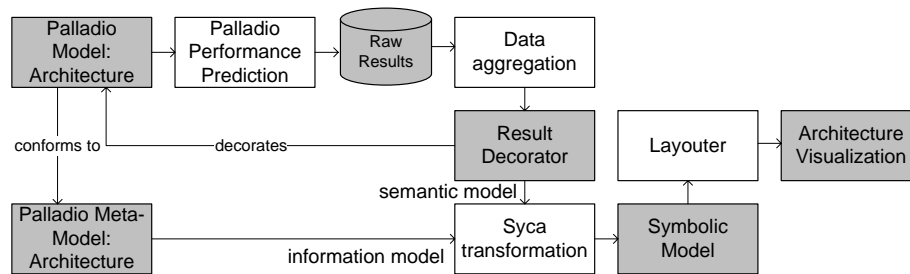 Palladio
Model:
Architecture
Palladio
Performance
Prediction
Raw
Results
Data
aggregation
conforms to
decorates
Result
Decorator
Layouter
Architecture
Visualization
semantic model
Palladio Meta-
Model:
Architecture
information model
Syca
transformation
Symbolic
Model